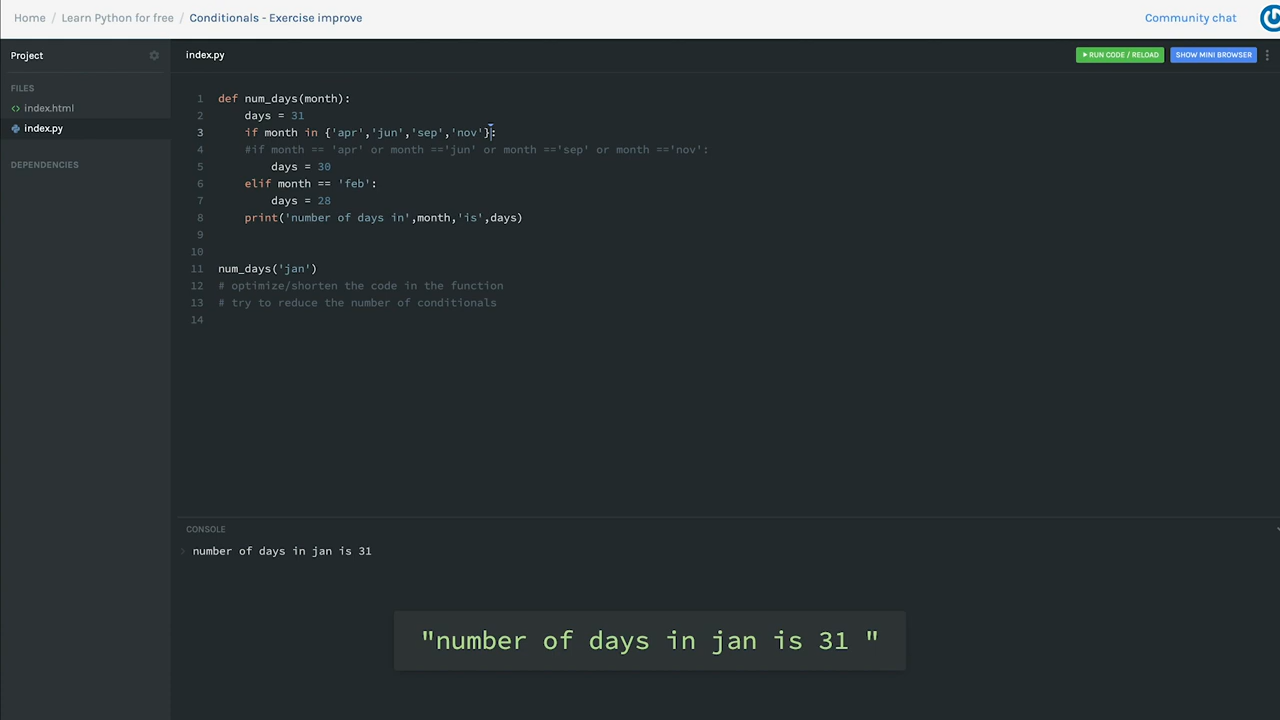 Home / Learn Python for free / Conditionals - Exercise improve
Community chat
Project
index.py
RUN CODE / RELOAD
SHOW MINI BROWSER
FILES
<> index.html
index.py
DEPENDENCIES
1 def num_days(month):
2     days = 31
3     if month in {'apr','jun','sep','nov'}:
4     #if month == 'apr' or month =='jun' or month =='sep' or month =='nov':
5         days = 30
6     elif month == 'feb':
7         days = 28
8     print('number of days in',month,'is',days)
9
10
11 num_days('jan')
12 # optimize/shorten the code in the function
13 # try to reduce the number of conditionals
14
CONSOLE
› number of days in jan is 31
"number of days in jan is 31 "